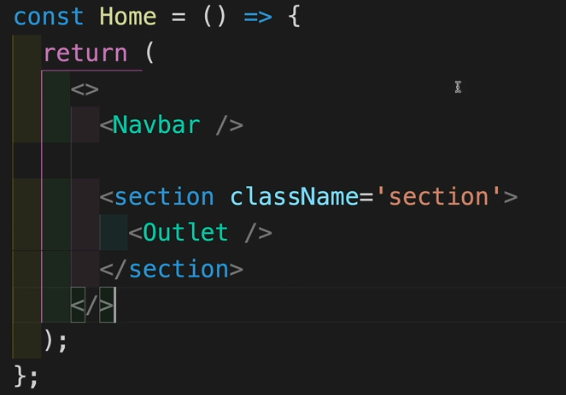 const Home = () => {
  return (
    <>
      <Navbar />

      <section className='section'>
        <Outlet />
      </section>
    </>
  );
};